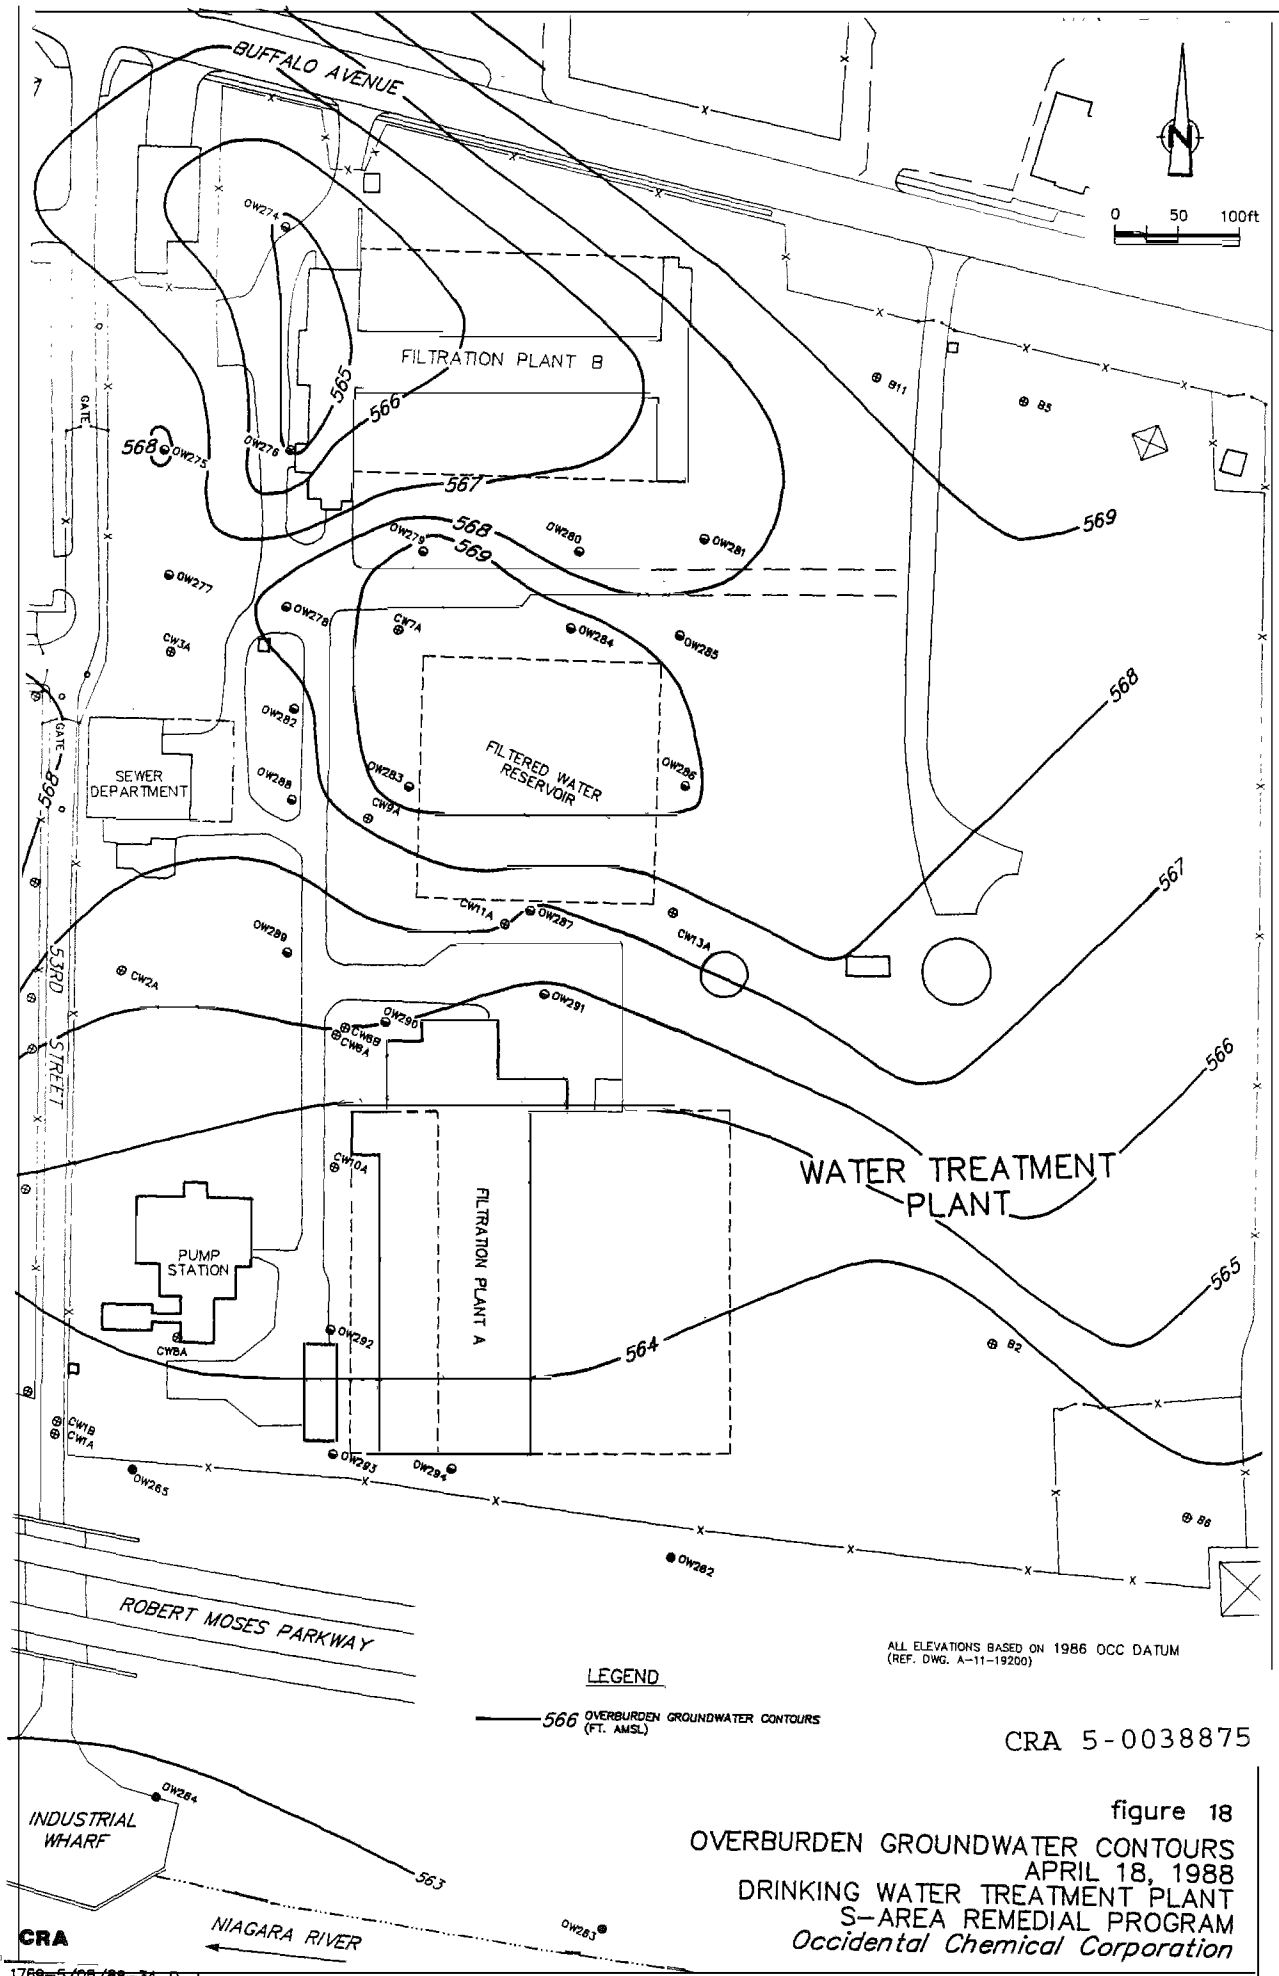 BUFFALO AVENUE
N
0 50 100ft
OW274
FILTRATION PLANT B
565
566
B11
B5
GATE
568
OW275
OW276
567
568
569
OW279
OW280
OW281
569
OW277
OW278
CW7A
OW284
OW285
CW3A
568
OW282
GATE
568
SEWER
DEPARTMENT
OW288
OW283
CW9A
FILTERED WATER
RESERVOIR
OW286
567
CW11A
OW287
CW13A
OW289
CW2A
53RD STREET
OW291
OW290
CW6B
CW6A
566
WATER TREATMENT
PLANT
CW10A
FILTRATION PLANT A
PUMP
STATION
565
OW292
CW8A
564
B2
CW1B
CW1A
OW293
OW294
OW265
B6
OW262
ROBERT MOSES PARKWAY
ALL ELEVATIONS BASED ON 1986 OCC DATUM
(REF. DWG. A-11-19200)
LEGEND
566 OVERBURDEN GROUNDWATER CONTOURS
(FT. AMSL)
CRA 5-0038875
OW264
INDUSTRIAL
WHARF
563
figure 18
OVERBURDEN GROUNDWATER CONTOURS
APRIL 18, 1988
DRINKING WATER TREATMENT PLANT
S-AREA REMEDIAL PROGRAM
Occidental Chemical Corporation
OW263
NIAGARA RIVER
CRA